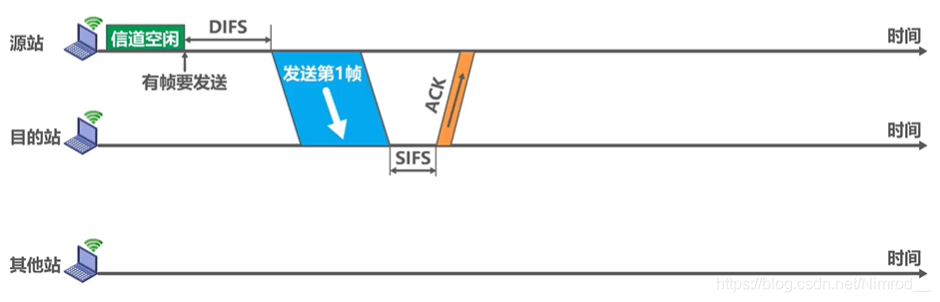 源站
信道空闲
DIFS
时间
有帧要发送
发送第1帧
ACK
目的站
时间
SIFS
其他站
时间
https://blog.csdn.net/Nimrod__